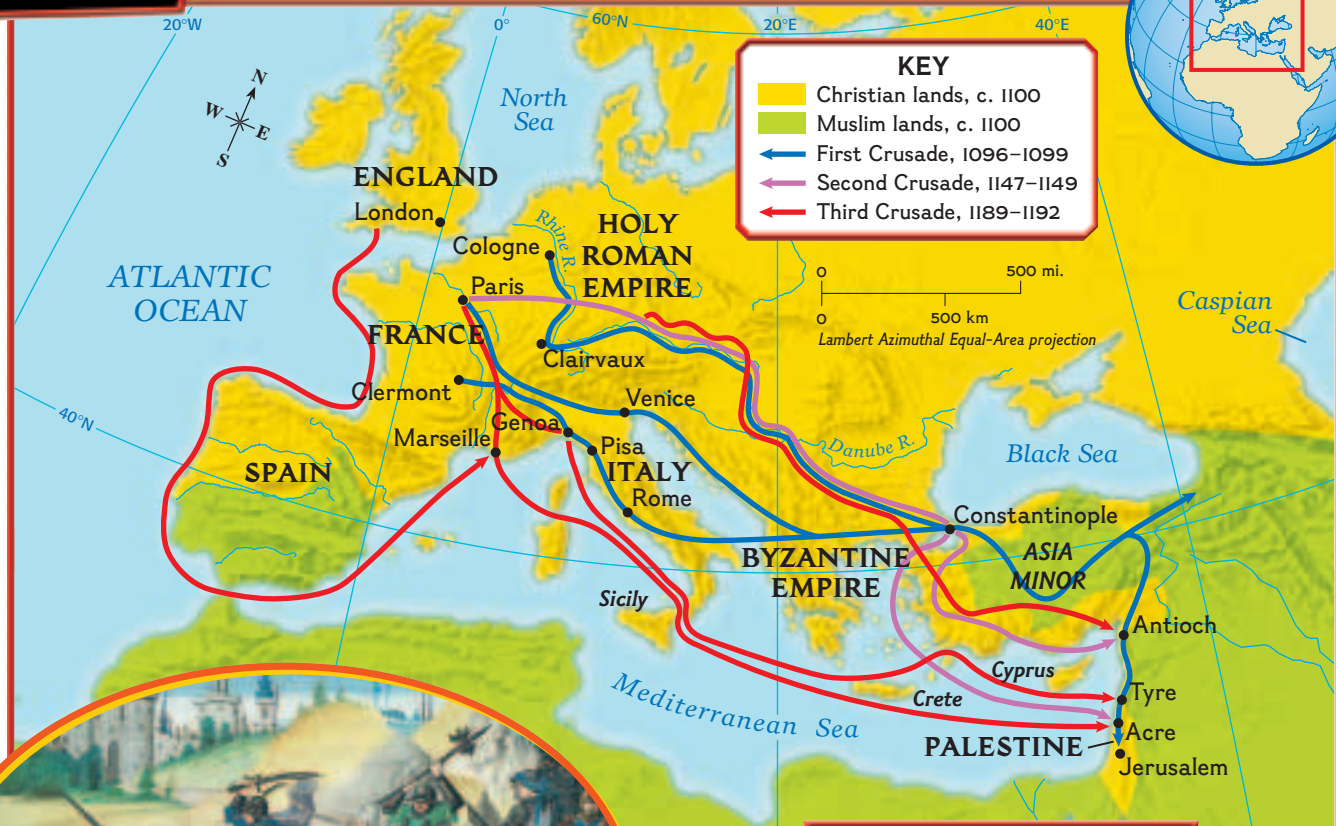 20°W
0°
60°N
20°E
40°E
KEY
Christian lands, c. 1100
Muslim lands, c. 1100
First Crusade, 1096–1099
Second Crusade, 1147–1149
Third Crusade, 1189–1192
N
W
E
S
North
Sea
ENGLAND
London
Cologne
Rhine R.
HOLY
ROMAN
EMPIRE
ATLANTIC
OCEAN
Paris
0
500 mi.
0
500 km
Lambert Azimuthal Equal-Area projection
Caspian
Sea
FRANCE
Clairvaux
Clermont
Venice
40°N
Genoa
Marseille
Pisa
Danube R.
Black Sea
SPAIN
ITALY
Rome
Constantinople
BYZANTINE
EMPIRE
ASIA
MINOR
Sicily
Antioch
Cyprus
Crete
Tyre
Mediterranean Sea
Acre
PALESTINE
Jerusalem